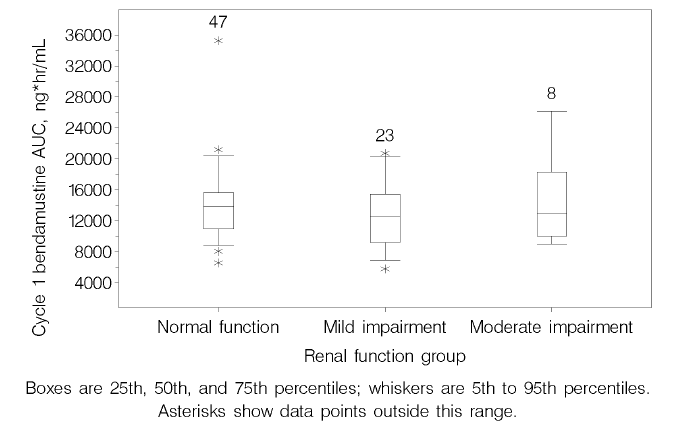 47
36000
32000
28000
24000
20000
16000
12000
8000
4000
23
8
Cycle 1 bendamustine AUC, ng*hr/mL
Normal function
Mild impairment
Moderate impairment
Renal function group
Boxes are 25th, 50th, and 75th percentiles; whiskers are 5th to 95th percentiles.
Asterisks show data points outside this range.